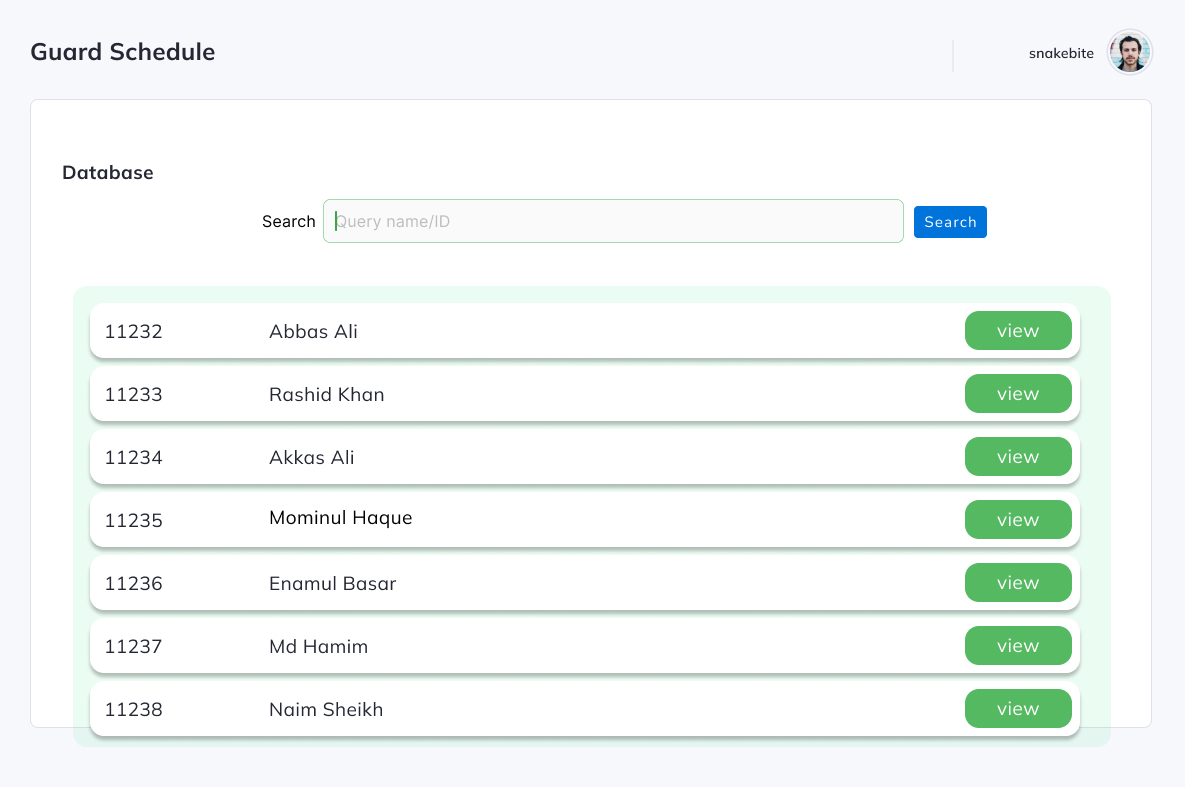 Guard Schedule
snakebite
Database
Search Query name/ID Search
11232 Abbas Ali view
11233 Rashid Khan view
11234 Akkas Ali view
11235 Mominul Haque view
11236 Enamul Basar view
11237 Md Hamim view
11238 Naim Sheikh view